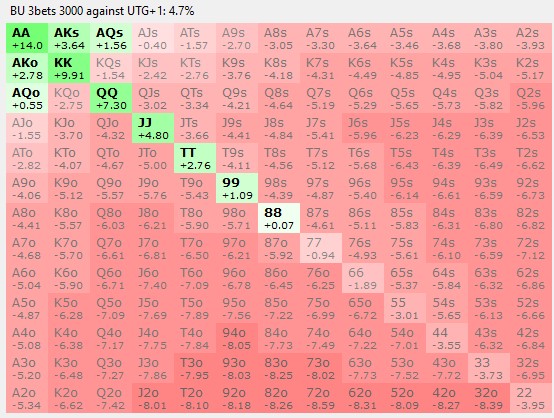 BU 3bets 3000 against UTG+1: 4.7%
AA AKs AQs AJs ATs A9s A8s A7s A6s A5s A4s A3s A2s
+14.0 +3.64 +1.56 -0.40 -1.57 -2.70 -3.05 -3.30 -3.64 -3.46 -3.68 -3.80 -3.93
AKo KK KQs KJs KTs K9s K8s K7s K6s K5s K4s K3s K2s
+2.78 +9.91 -1.54 -2.42 -2.76 -3.76 -4.18 -4.31 -4.49 -4.85 -4.95 -5.04 -5.17
AQo KQo QQ QJs QTs Q9s Q8s Q7s Q6s Q5s Q4s Q3s Q2s
+0.55 -2.75 +7.30 -3.02 -3.34 -4.21 -4.64 -5.19 -5.29 -5.65 -5.73 -5.82 -5.96
AJo KJo QJo JJ JTs J9s J8s J7s J6s J5s J4s J3s J2s
-1.55 -3.70 -4.32 +4.80 -3.66 -4.41 -4.84 -5.41 -5.96 -6.23 -6.29 -6.39 -6.53
ATo KTo QTo JTo TT T9s T8s T7s T6s T5s T4s T3s T2s
-2.82 -4.07 -4.67 -5.00 +2.76 -4.11 -4.56 -5.12 -5.68 -6.43 -6.39 -6.49 -6.62
A9o K9o Q9o J9o T9o 99 98s 97s 96s 95s 94s 93s 92s
-4.06 -5.12 -5.57 -5.76 -5.43 +1.09 -4.39 -4.87 -5.40 -6.14 -6.61 -6.59 -6.73
A8o K8o Q8o J8o T8o 98o 88 87s 86s 85s 84s 83s 82s
-4.41 -5.57 -6.03 -6.21 -5.90 -5.71 +0.07 -4.61 -5.11 -5.83 -6.31 -6.80 -6.82
A7o K7o Q7o J7o T7o 97o 87o 77 76s 75s 74s 73s 72s
-4.68 -5.70 -6.61 -6.81 -6.50 -6.21 -5.92 -0.94 -4.93 -5.61 -6.10 -6.59 -7.12
A6o K6o Q6o J6o T6o 96o 86o 76o 66 65s 64s 63s 62s
-5.04 -5.90 -6.71 -7.40 -7.09 -6.78 -6.45 -6.25 -1.89 -5.37 -5.84 -6.32 -6.86
A5o K5o Q5o J5o T5o 95o 85o 75o 65o 55 54s 53s 52s
-4.87 -6.28 -7.09 -7.69 -7.89 -7.56 -7.22 -6.99 -6.72 -3.01 -5.65 -6.13 -6.66
A4o K4o Q4o J4o T4o 94o 84o 74o 64o 54o 44 43s 42s
-5.08 -6.38 -7.17 -7.75 -7.84 -8.05 -7.73 -7.49 -7.22 -7.01 -3.55 -6.32 -6.84
A3o K3o Q3o J3o T3o 93o 83o 73o 63o 53o 43o 33 32s
-5.20 -6.48 -7.27 -7.86 -7.95 -8.03 -8.25 -8.02 -7.73 -7.52 -7.72 -3.73 -6.95
A2o K2o Q2o J2o T2o 92o 82o 72o 62o 52o 42o 32o 22
-5.34 -6.62 -7.42 -8.01 -8.10 -8.18 -8.26 -8.59 -8.31 -8.09 -8.27 -8.39 -3.95